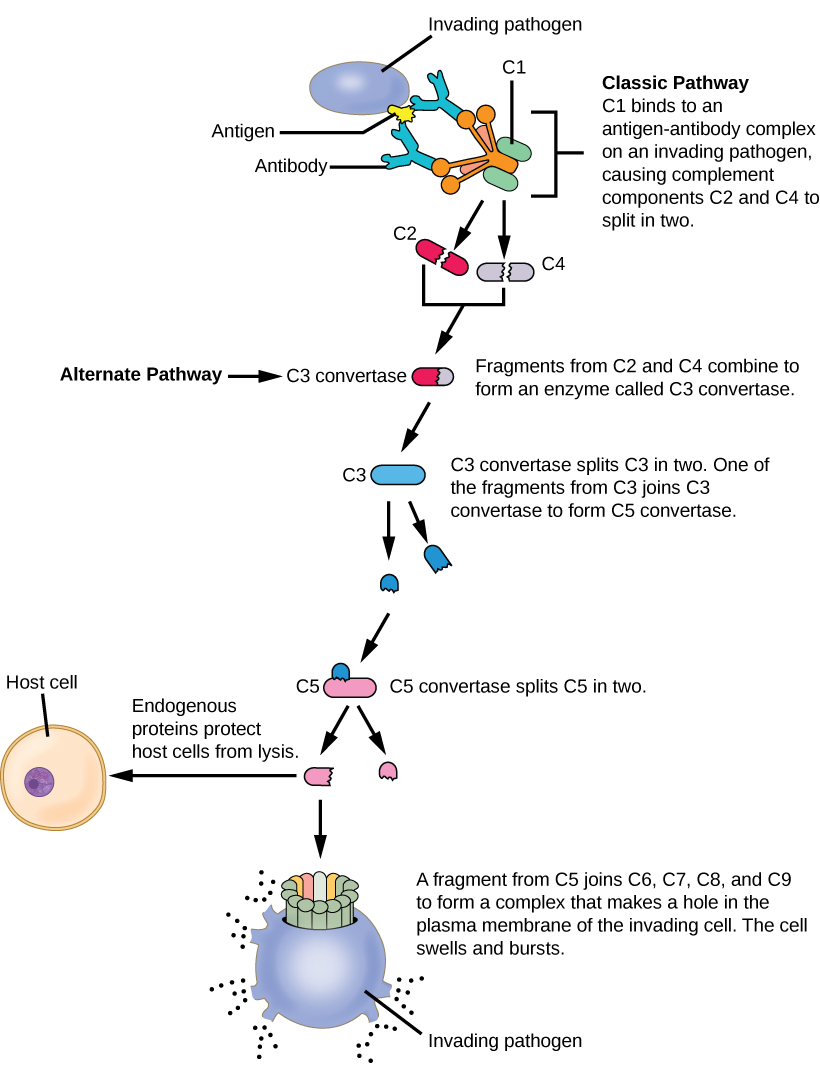 Invading pathogen
C1
Classic Pathway
C1 binds to an
antigen-antibody complex
on an invading pathogen,
causing complement
components C2 and C4 to
split in two.
Antigen
Antibody
C2
C4
Alternate Pathway
C3 convertase
Fragments from C2 and C4 combine to
form an enzyme called C3 convertase.
C3
C3 convertase splits C3 in two. One of
the fragments from C3 joins C3
convertase to form C5 convertase.
C5
C5 convertase splits C5 in two.
Host cell
Endogenous
proteins protect
host cells from lysis.
A fragment from C5 joins C6, C7, C8, and C9
to form a complex that makes a hole in the
plasma membrane of the invading cell. The cell
swells and bursts.
Invading pathogen